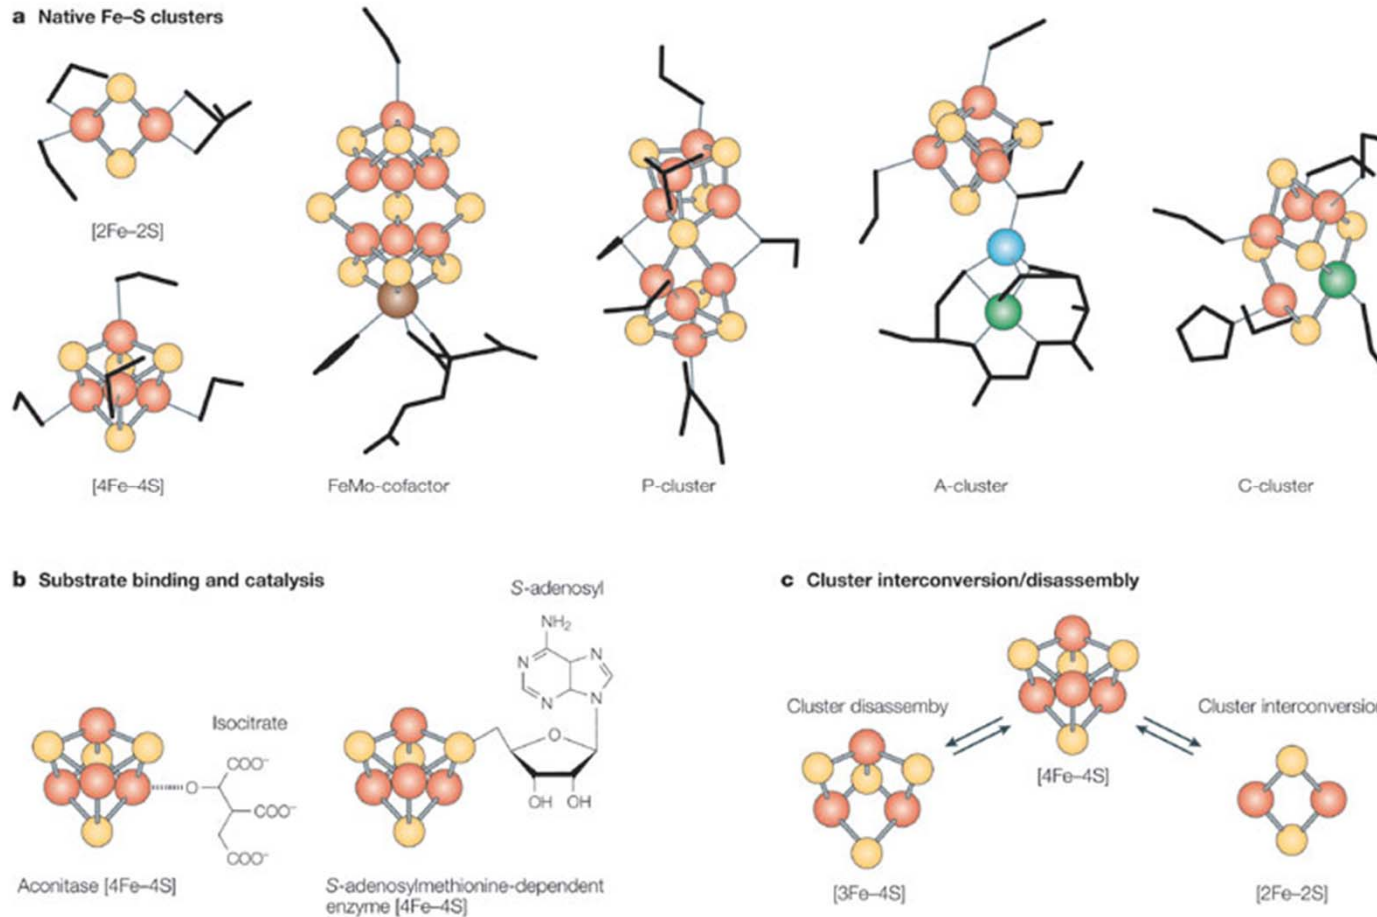 a Native Fe–S clusters
[2Fe–2S]
[4Fe–4S]
FeMo-cofactor
P-cluster
A-cluster
C-cluster
b Substrate binding and catalysis
S-adenosyl
NH₂
N
N
N
N
O
OH OH
Isocitrate
COO⁻
O
COO⁻
COO⁻
Aconitase [4Fe–4S]
S-adenosylmethionine-dependent
enzyme [4Fe–4S]
c Cluster interconversion/disassembly
Cluster disassemby
[4Fe–4S]
Cluster interconversion
[3Fe–4S]
[2Fe–2S]